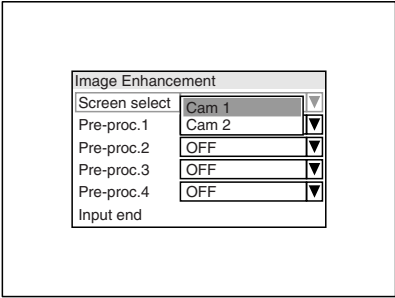 Image Enhancement
Screen select Cam 1
Pre-proc.1 Cam 2
Pre-proc.2 OFF
Pre-proc.3 OFF
Pre-proc.4 OFF
Input end